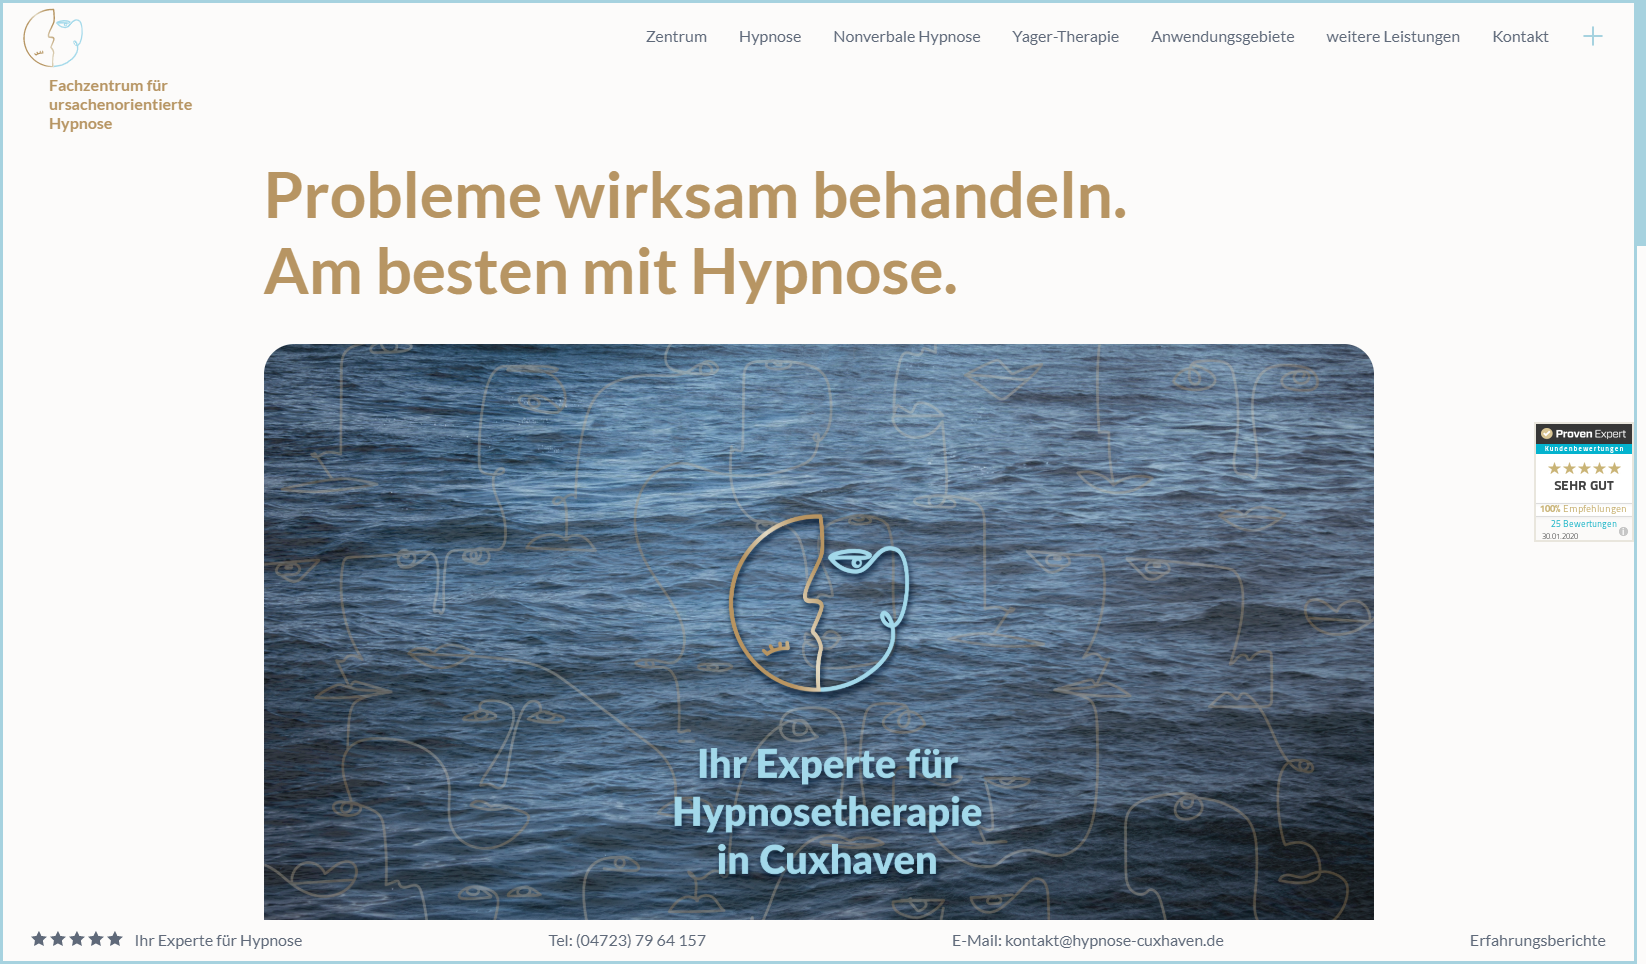 Zentrum Hypnose Nonverbale Hypnose Yager-Therapie Anwendungsgebiete weitere Leistungen Kontakt
Fachzentrum für
ursachenorientierte
Hypnose
Probleme wirksam behandeln.
Am besten mit Hypnose.
Proven Expert
Kundenbewertungen
SEHR GUT
100% Empfehlungen
25 Bewertungen
30.01.2020
Ihr Experte für
Hypnosetherapie
in Cuxhaven
Ihr Experte für Hypnose Tel: (04723) 79 64 157 E-Mail: kontakt@hypnose-cuxhaven.de Erfahrungsberichte